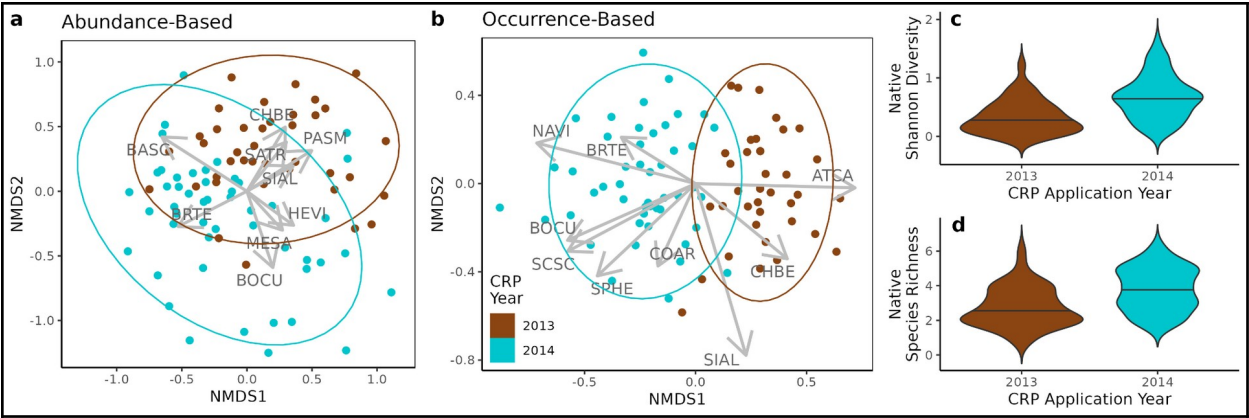 a Abundance-Based
1.0
0.5
0.0
-0.5
-1.0
NMDS2
CHBE
PASM
BASC
SATR
SIAL
BRTE
HEVI
MESA
BOCU
-1.0 -0.5 0.0 0.5 1.0
NMDS1
b Occurrence-Based
0.4
0.0
-0.4
-0.8
NMDS2
NAVI
BRTE
ATCA
BOCU
SCSC
COAR
CHBE
SPHE
SIAL
CRP
Year
2013
2014
-0.5 0.0 0.5
NMDS1
c
2
1
0
Native
Shannon Diversity
2013 2014
CRP Application Year
d
6
4
2
0
Native
Species Richness
2013 2014
CRP Application Year